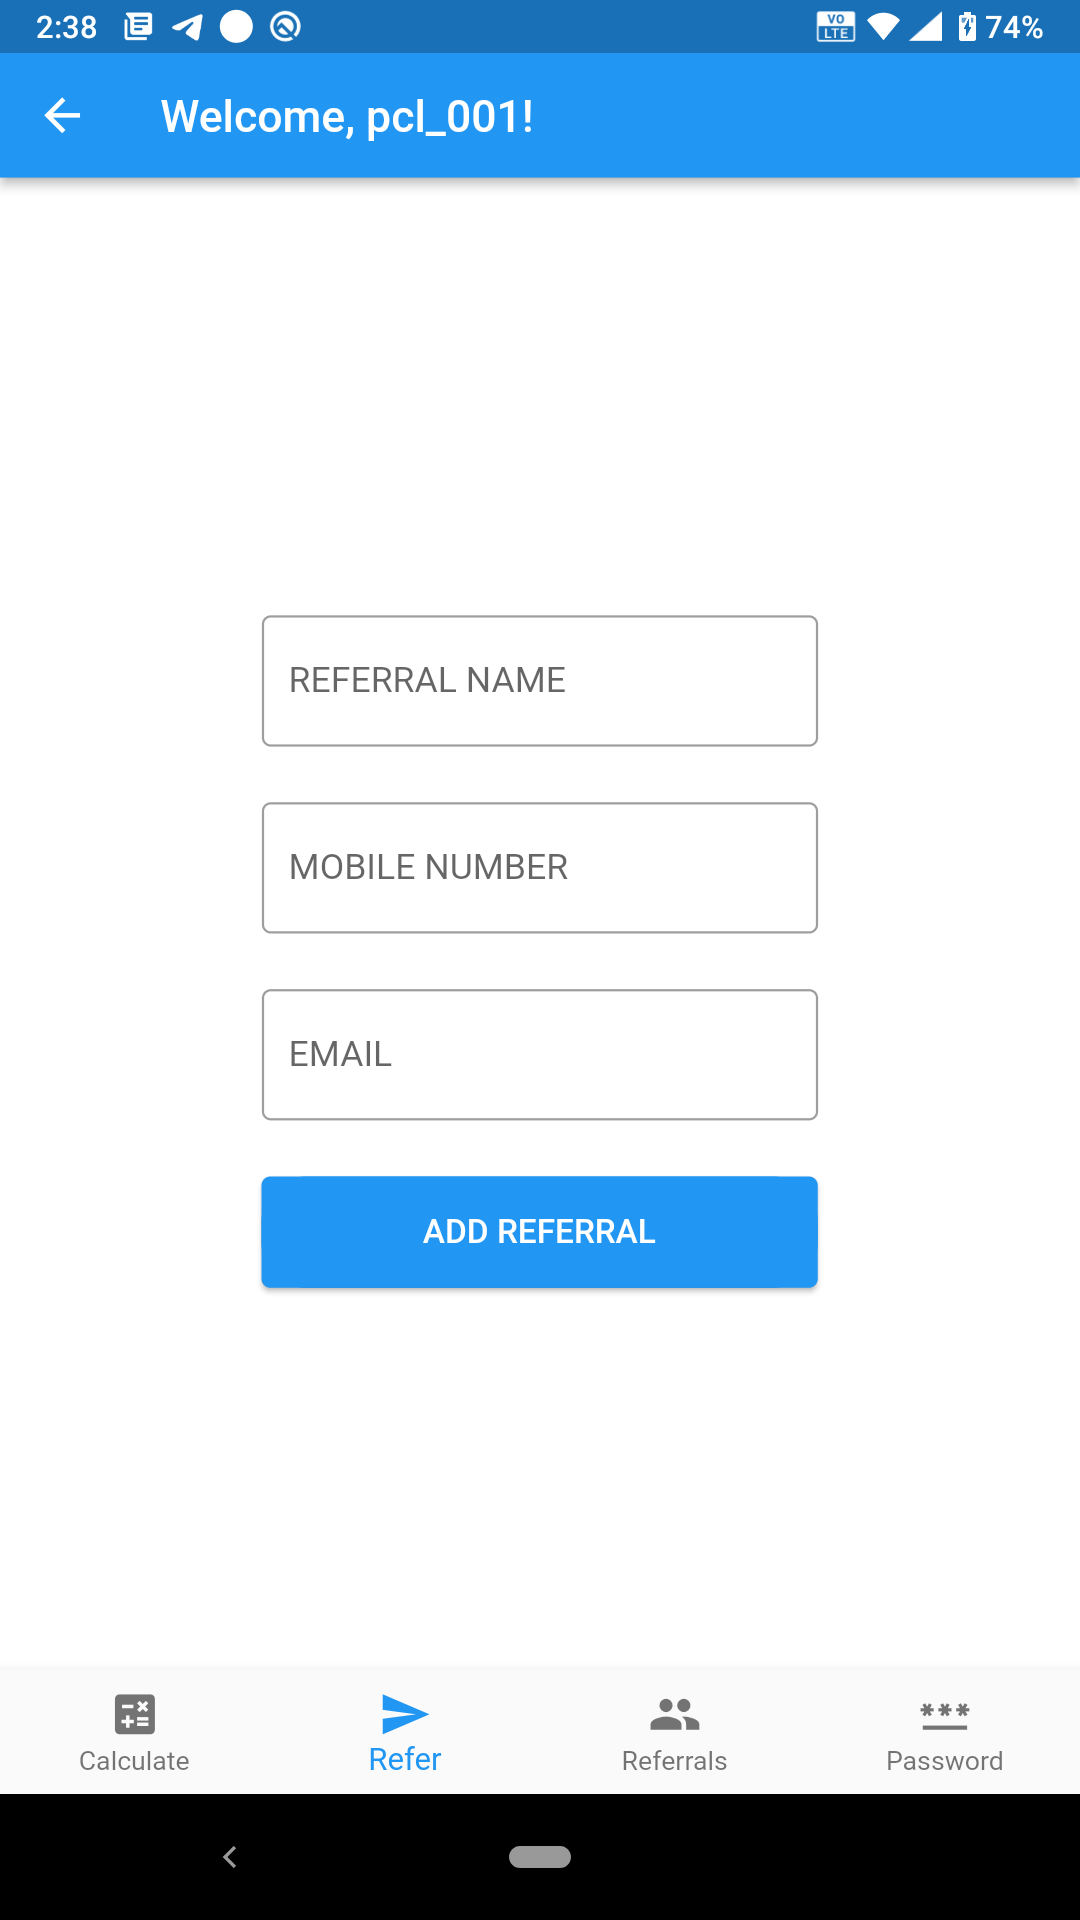 2:38
VO
LTE
74%
Welcome, pcl_001!
REFERRAL NAME
MOBILE NUMBER
EMAIL
ADD REFERRAL
Calculate
Refer
Referrals
Password